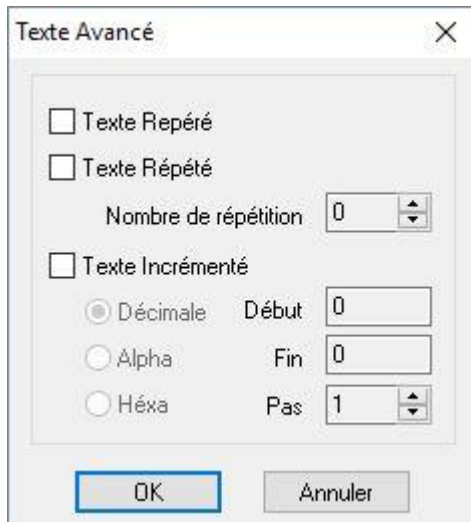 Texte Avancé
Texte Repéré
Texte Répété
Nombre de répétition 0
Texte Incrémenté
Décimale Début 0
Alpha Fin 0
Héxa Pas 1
OK Annuler